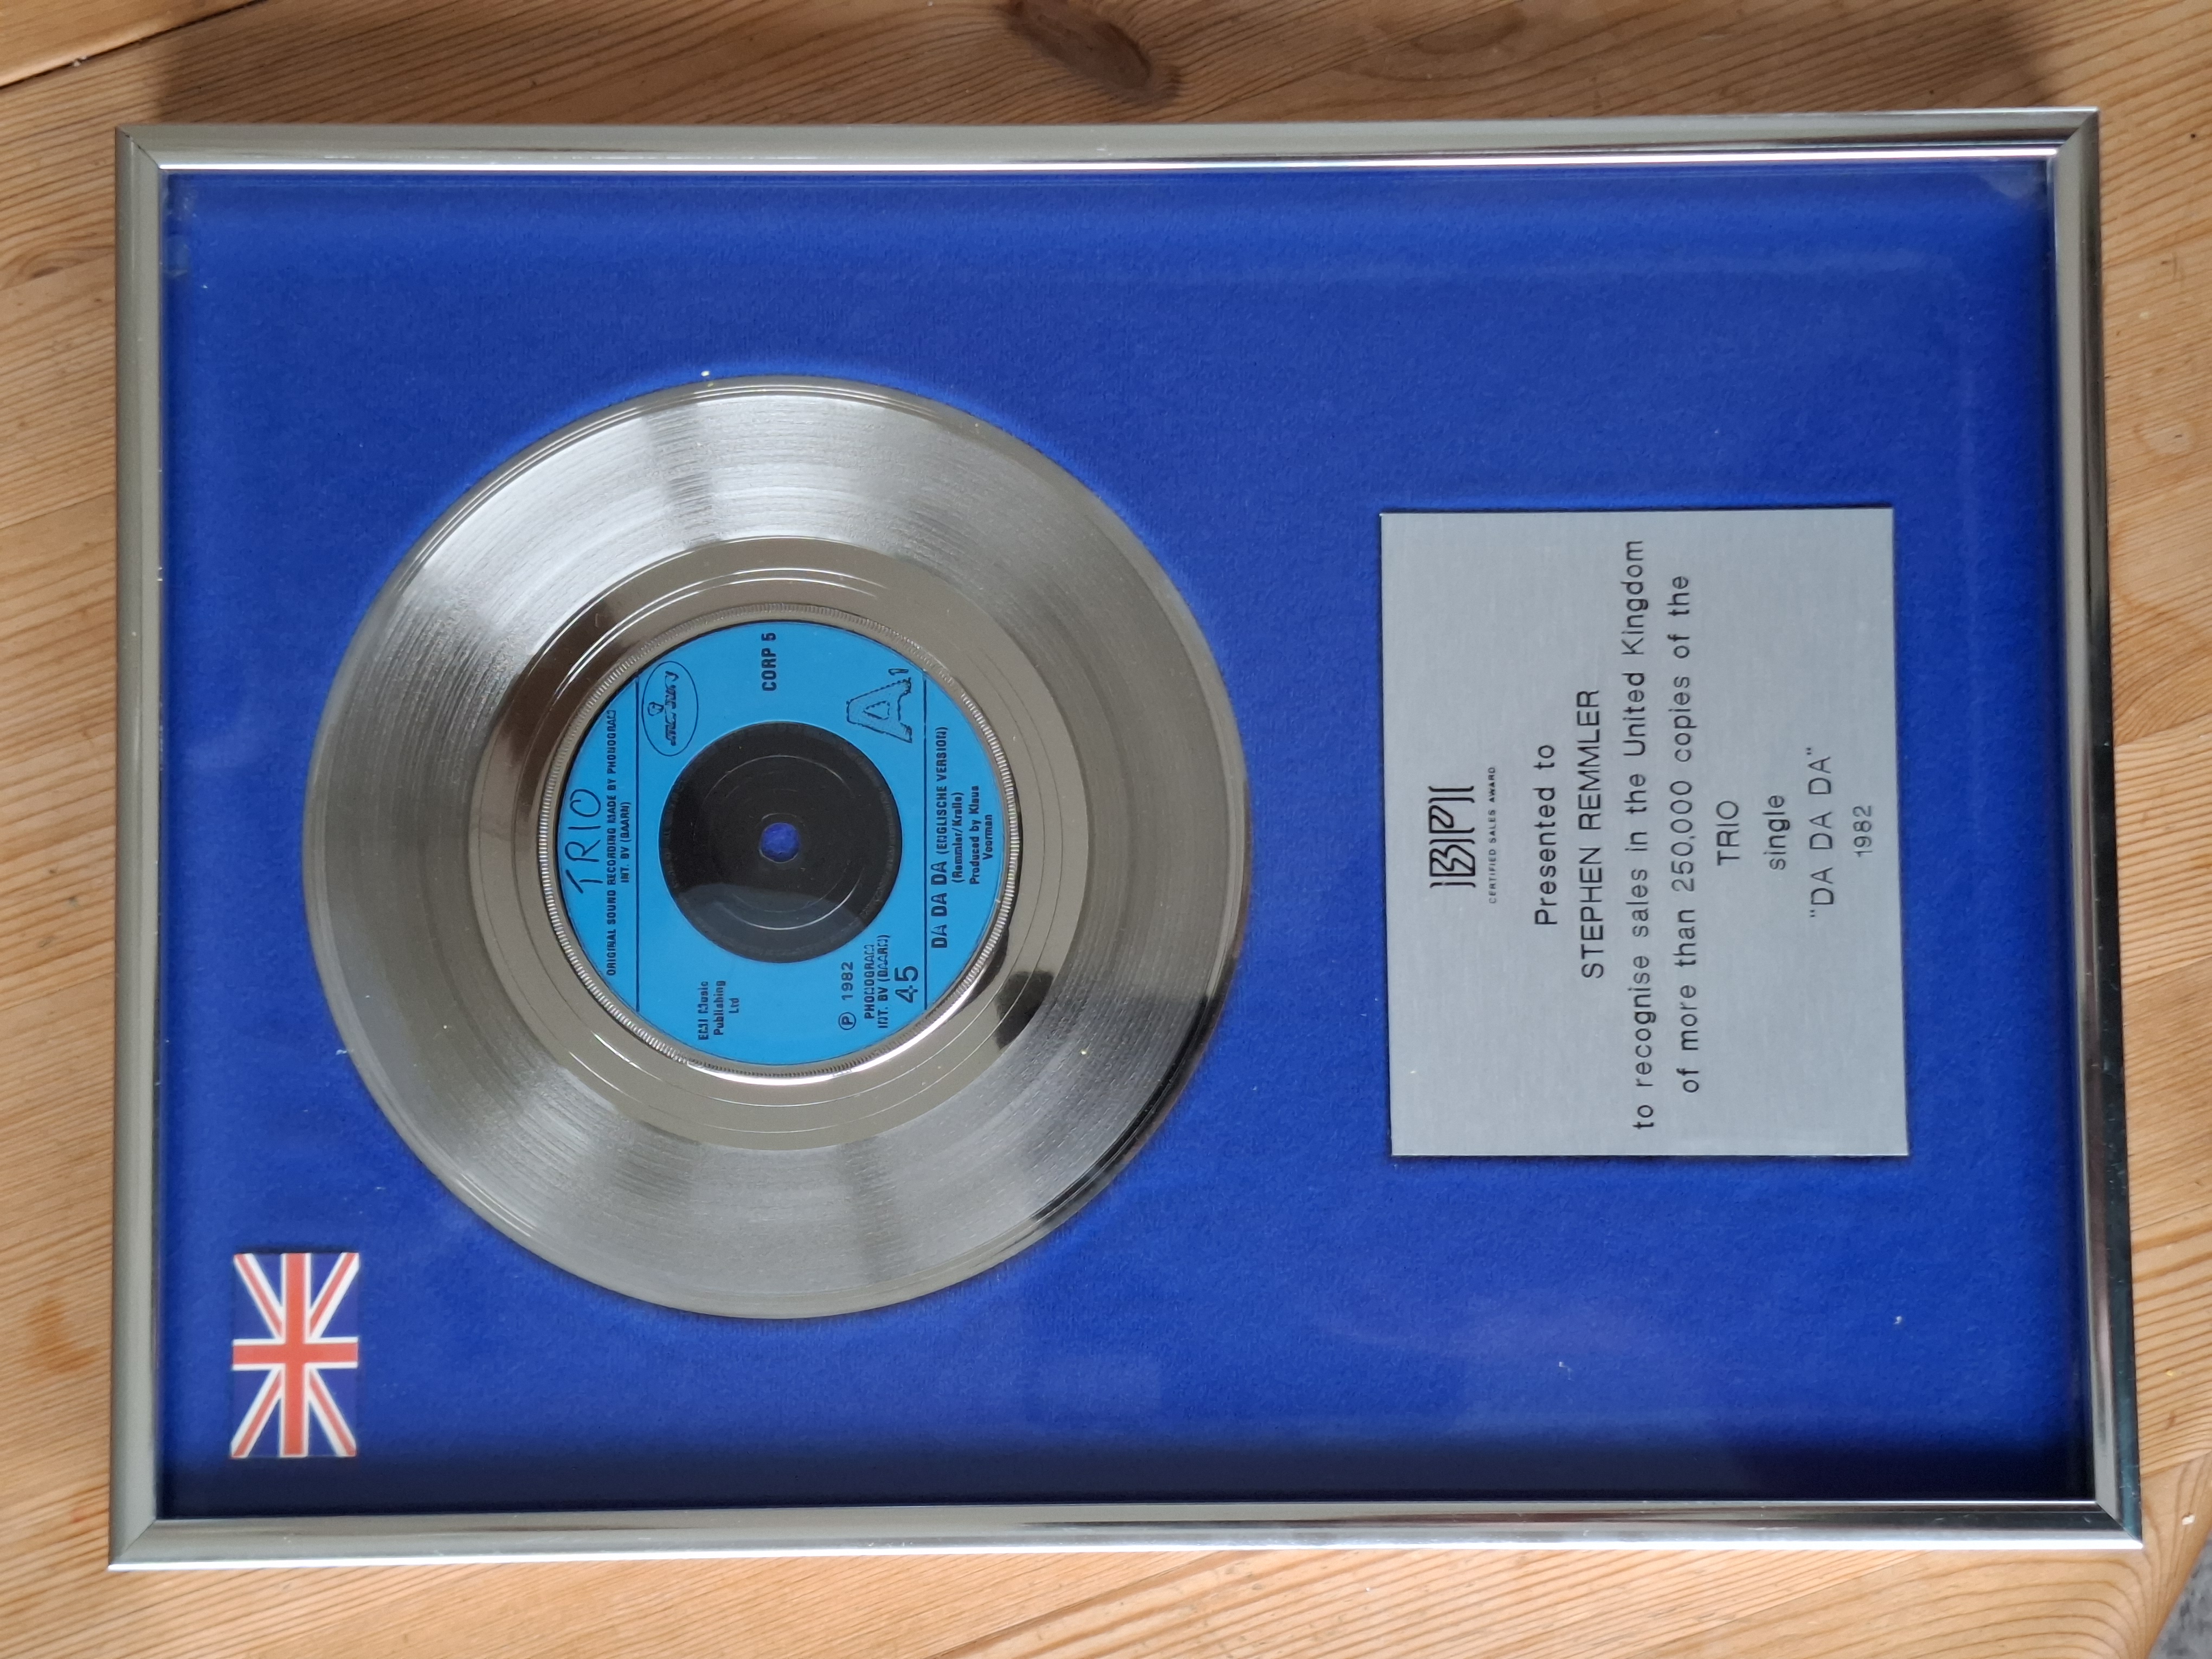 TRIO
ORIGINAL SOUND RECORDING MADE BY PHONOGRAM
INT. BV (BAARN)
EMI Music
Publishing
Ltd
CORP 5
℗ 1982
PHONOGRAM
INT. BV (BAARN)
45
A1
DA DA DA (ENGLISCHE VERSION)
(Remmler/Kralle)
Produced by Klaus
Voorman
BPI
CERTIFIED SALES AWARD
Presented to
STEPHEN REMMLER
to recognise sales in the United Kingdom
of more than 250,000 copies of the
TRIO
single
"DA DA DA"
1982